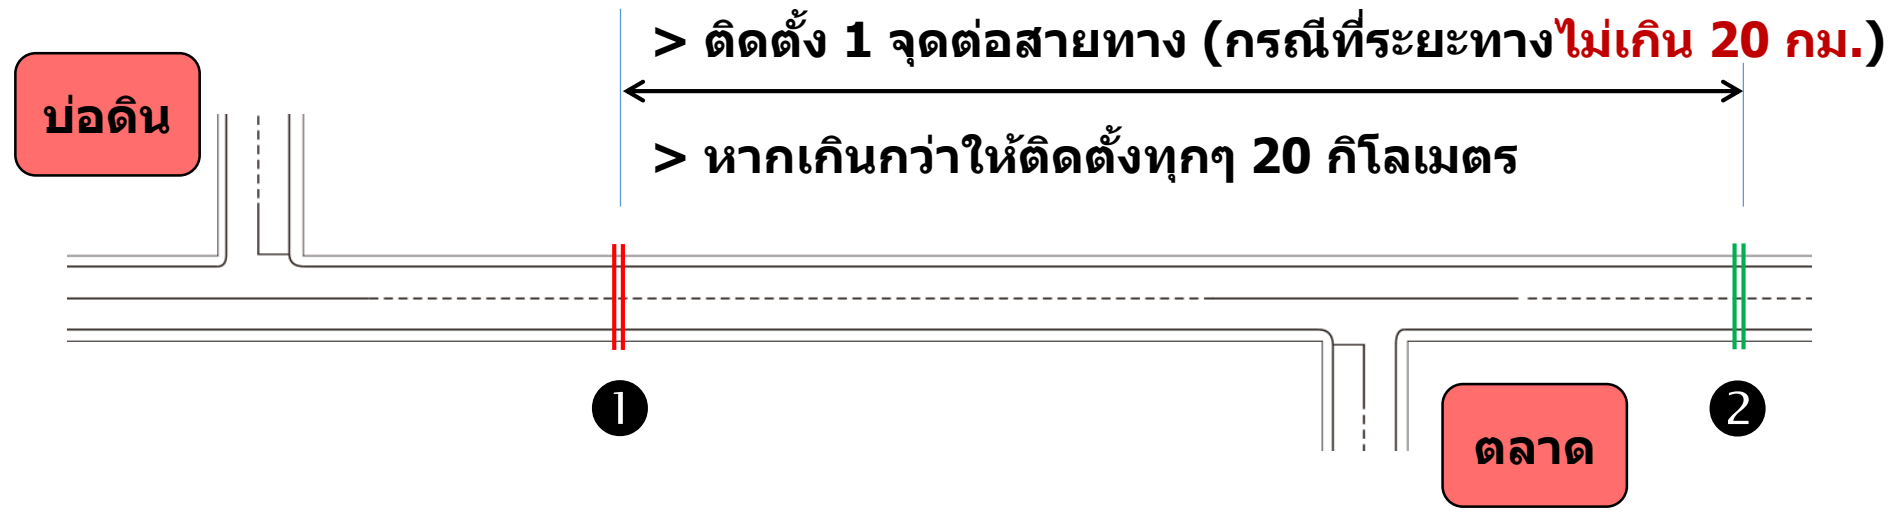 > ติดตั้ง 1 จุดต่อสายทาง (กรณีที่ระยะทางไม่เกิน 20 กม.)
บ่อดิน
> หากเกินกว่าให้ติดตั้งทุกๆ 20 กิโลเมตร
1
2
ตลาด